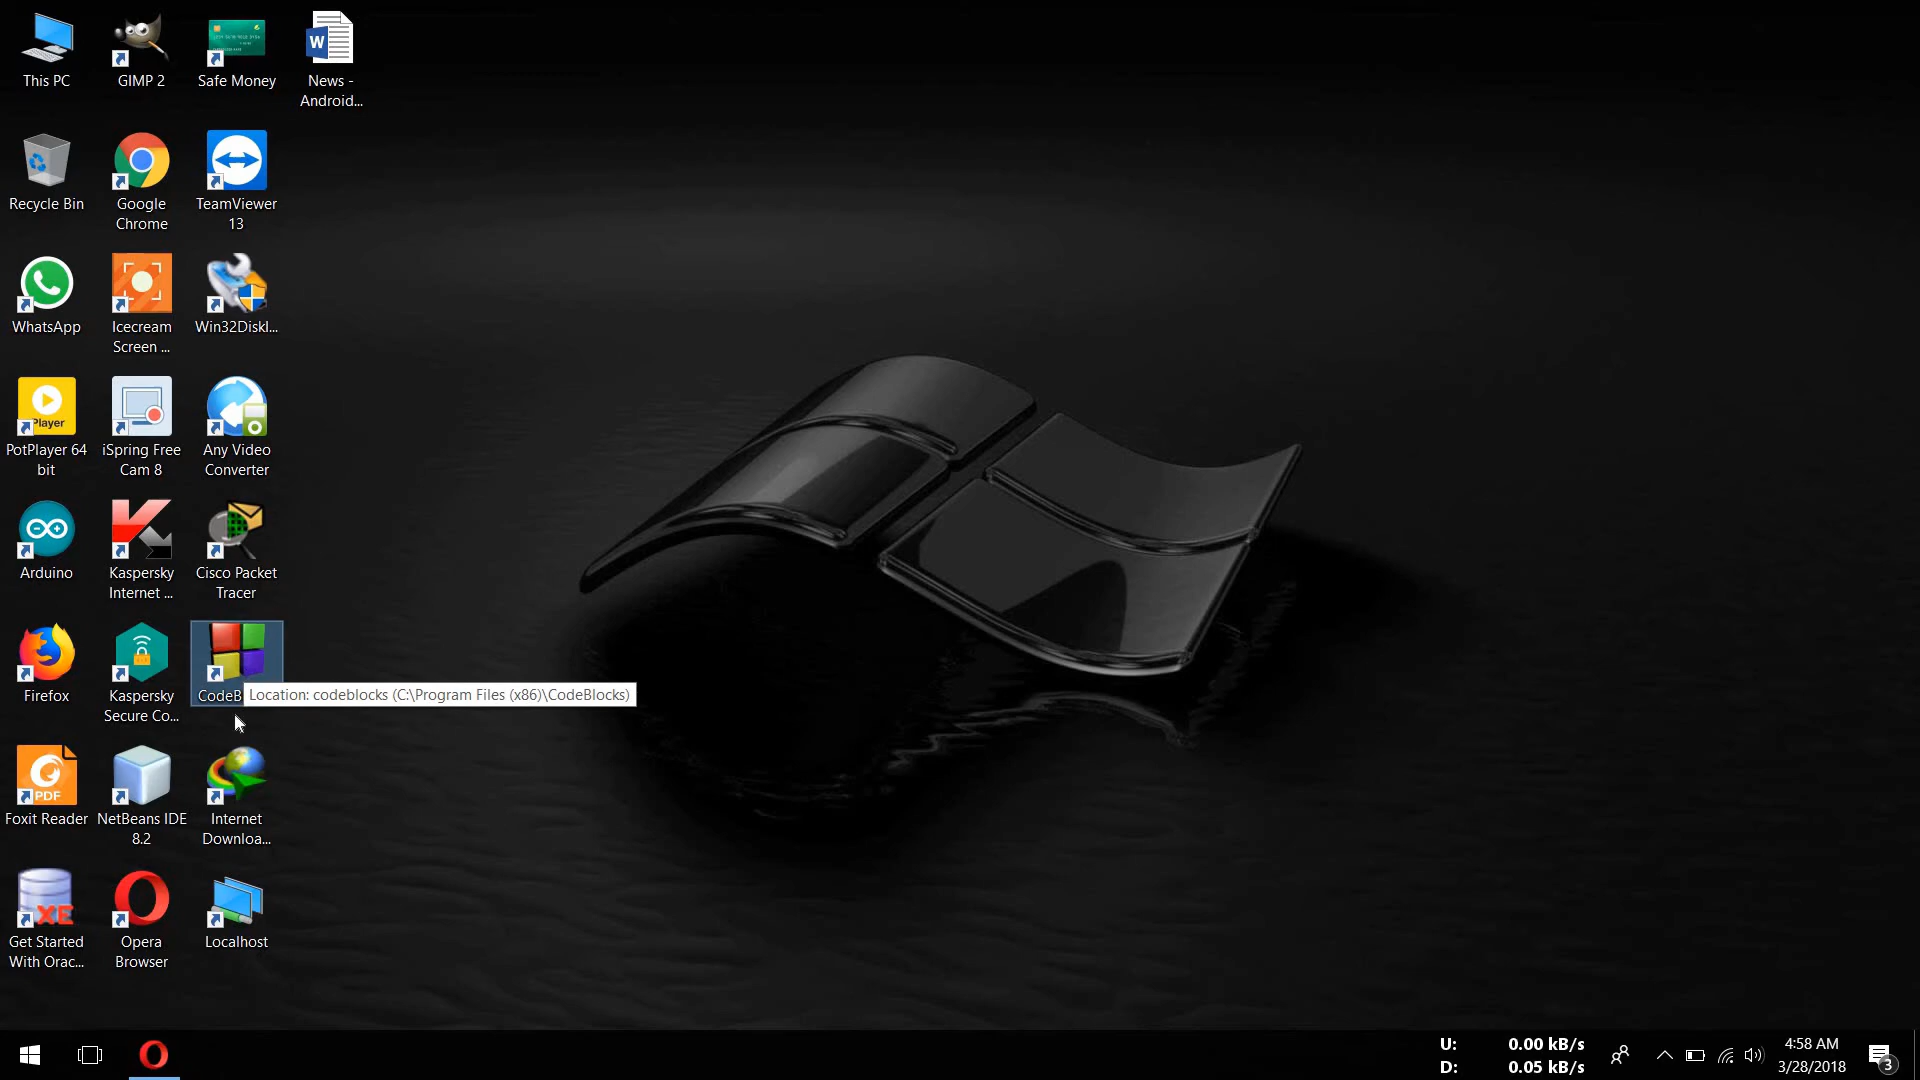 This PC
GIMP 2
Safe Money
News -
Android...
Recycle Bin
Google
Chrome
TeamViewer
13
WhatsApp
Icecream
Screen ...
Win32DiskI...
Player
PotPlayer 64
bit
iSpring Free
Cam 8
Any Video
Converter
Arduino
Kaspersky
Internet ...
Cisco Packet
Tracer
Firefox
Kaspersky
Secure Co...
CodeB
Location: codeblocks (C:\Program Files (x86)\CodeBlocks)
PDF
Foxit Reader
NetBeans IDE
8.2
Internet
Downloa...
XE
Get Started
With Orac...
Opera
Browser
Localhost
U: 0.00 kB/s
D: 0.05 kB/s
4:58 AM
3/28/2018
3